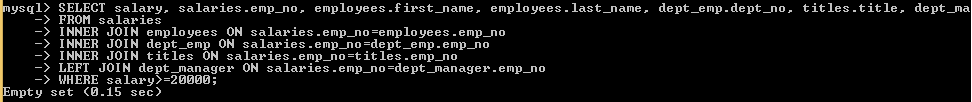 mysql> SELECT salary, salaries.emp_no, employees.first_name, employees.last_name, dept_emp.dept_no, titles.title, dept_ma
    -> FROM salaries
    -> INNER JOIN employees ON salaries.emp_no=employees.emp_no
    -> INNER JOIN dept_emp ON salaries.emp_no=dept_emp.emp_no
    -> INNER JOIN titles ON salaries.emp_no=titles.emp_no
    -> LEFT JOIN dept_manager ON salaries.emp_no=dept_manager.emp_no
    -> WHERE salary>=20000;
Empty set (0.15 sec)